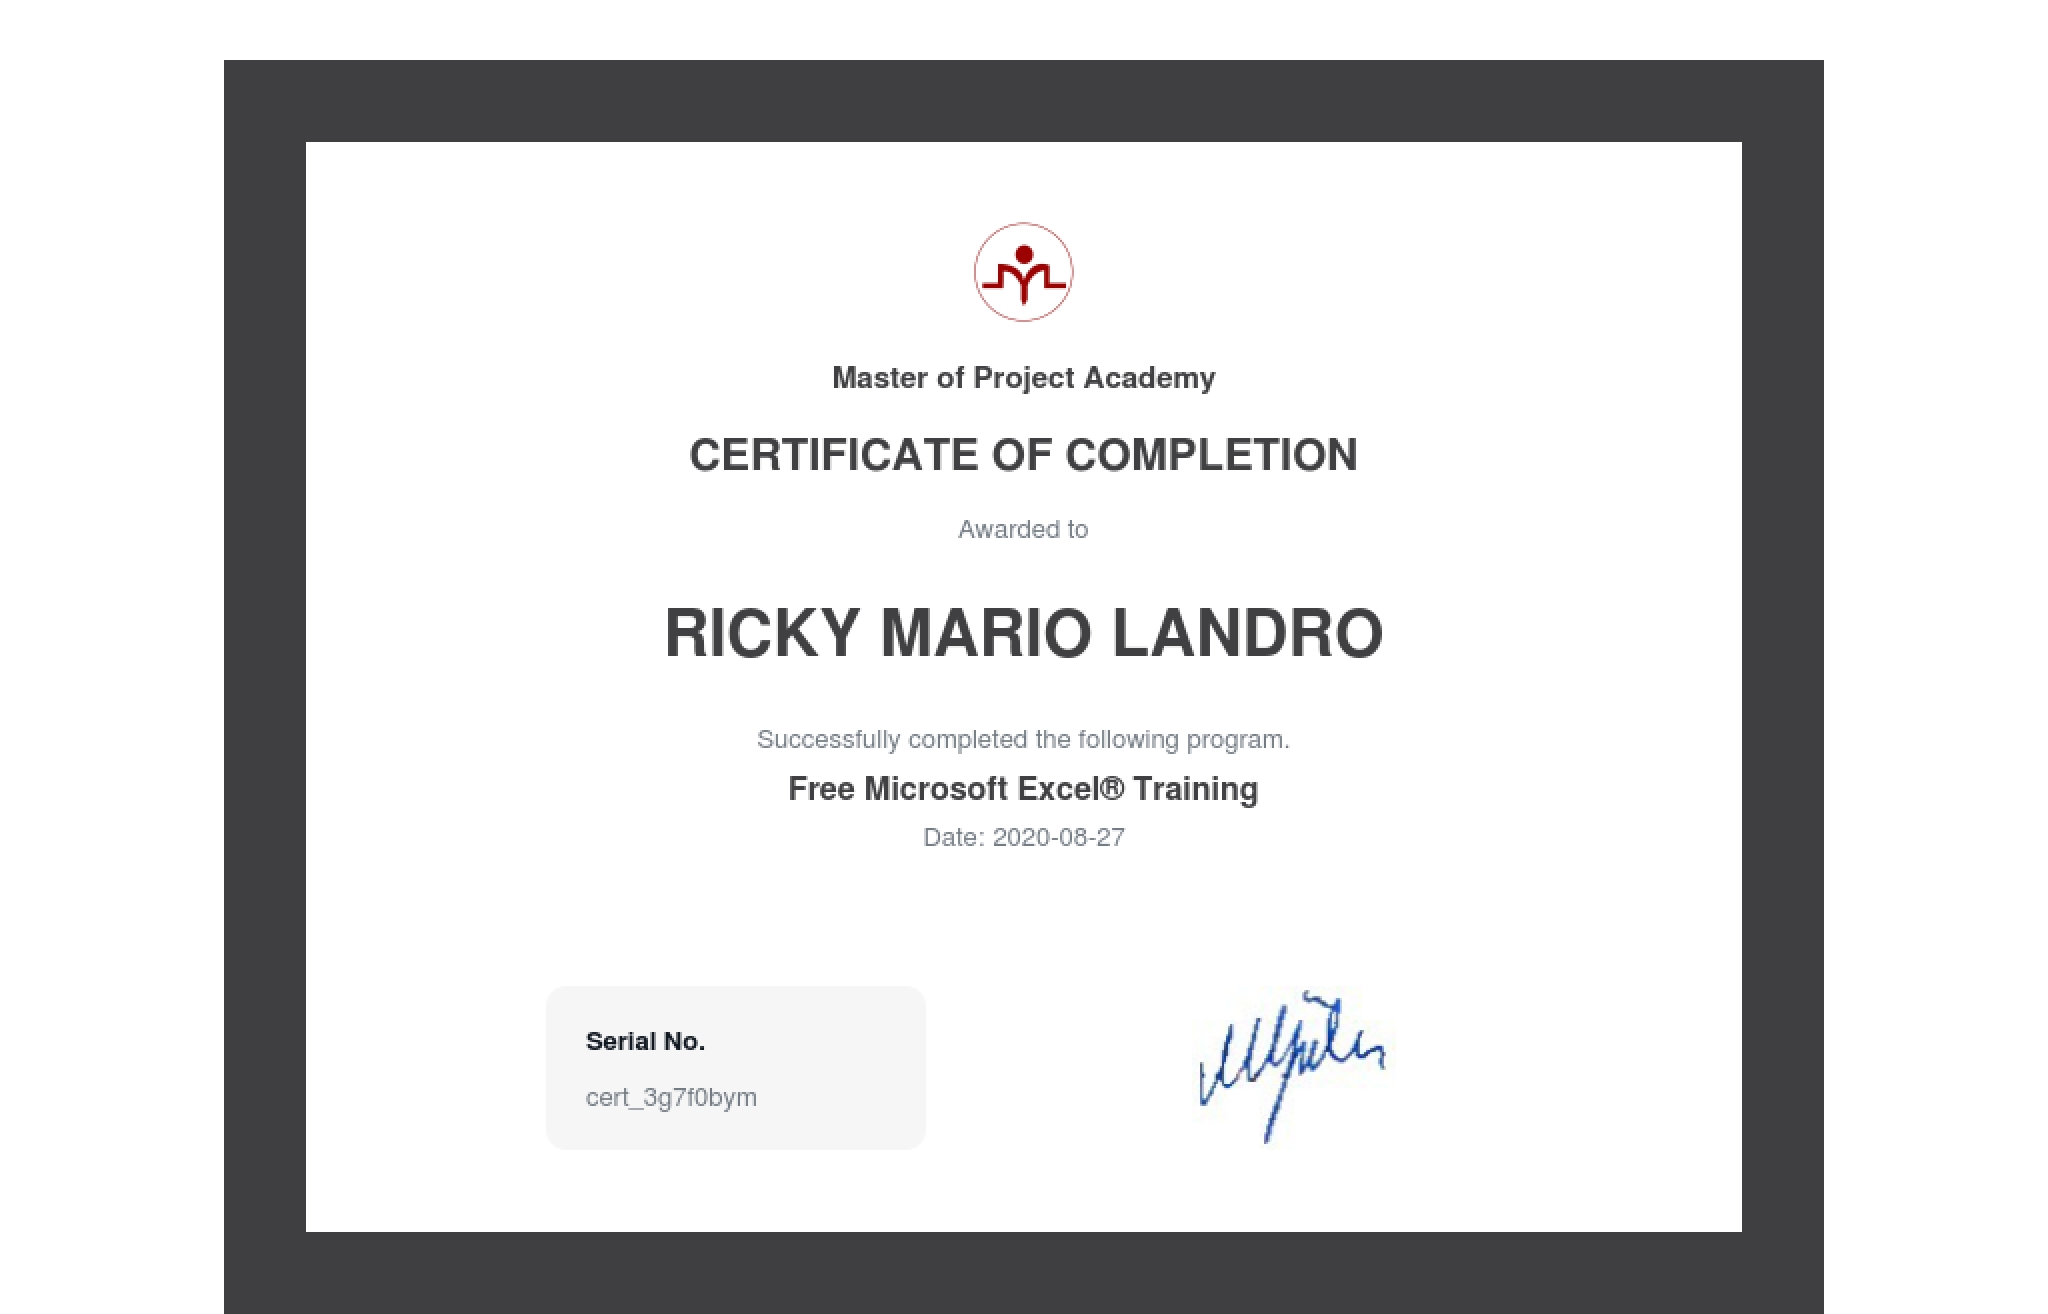 Master of Project Academy
CERTIFICATE OF COMPLETION
Awarded to
RICKY MARIO LANDRO
Successfully completed the following program.
Free Microsoft Excel® Training
Date: 2020-08-27
Serial No.
cert_3g7f0bym